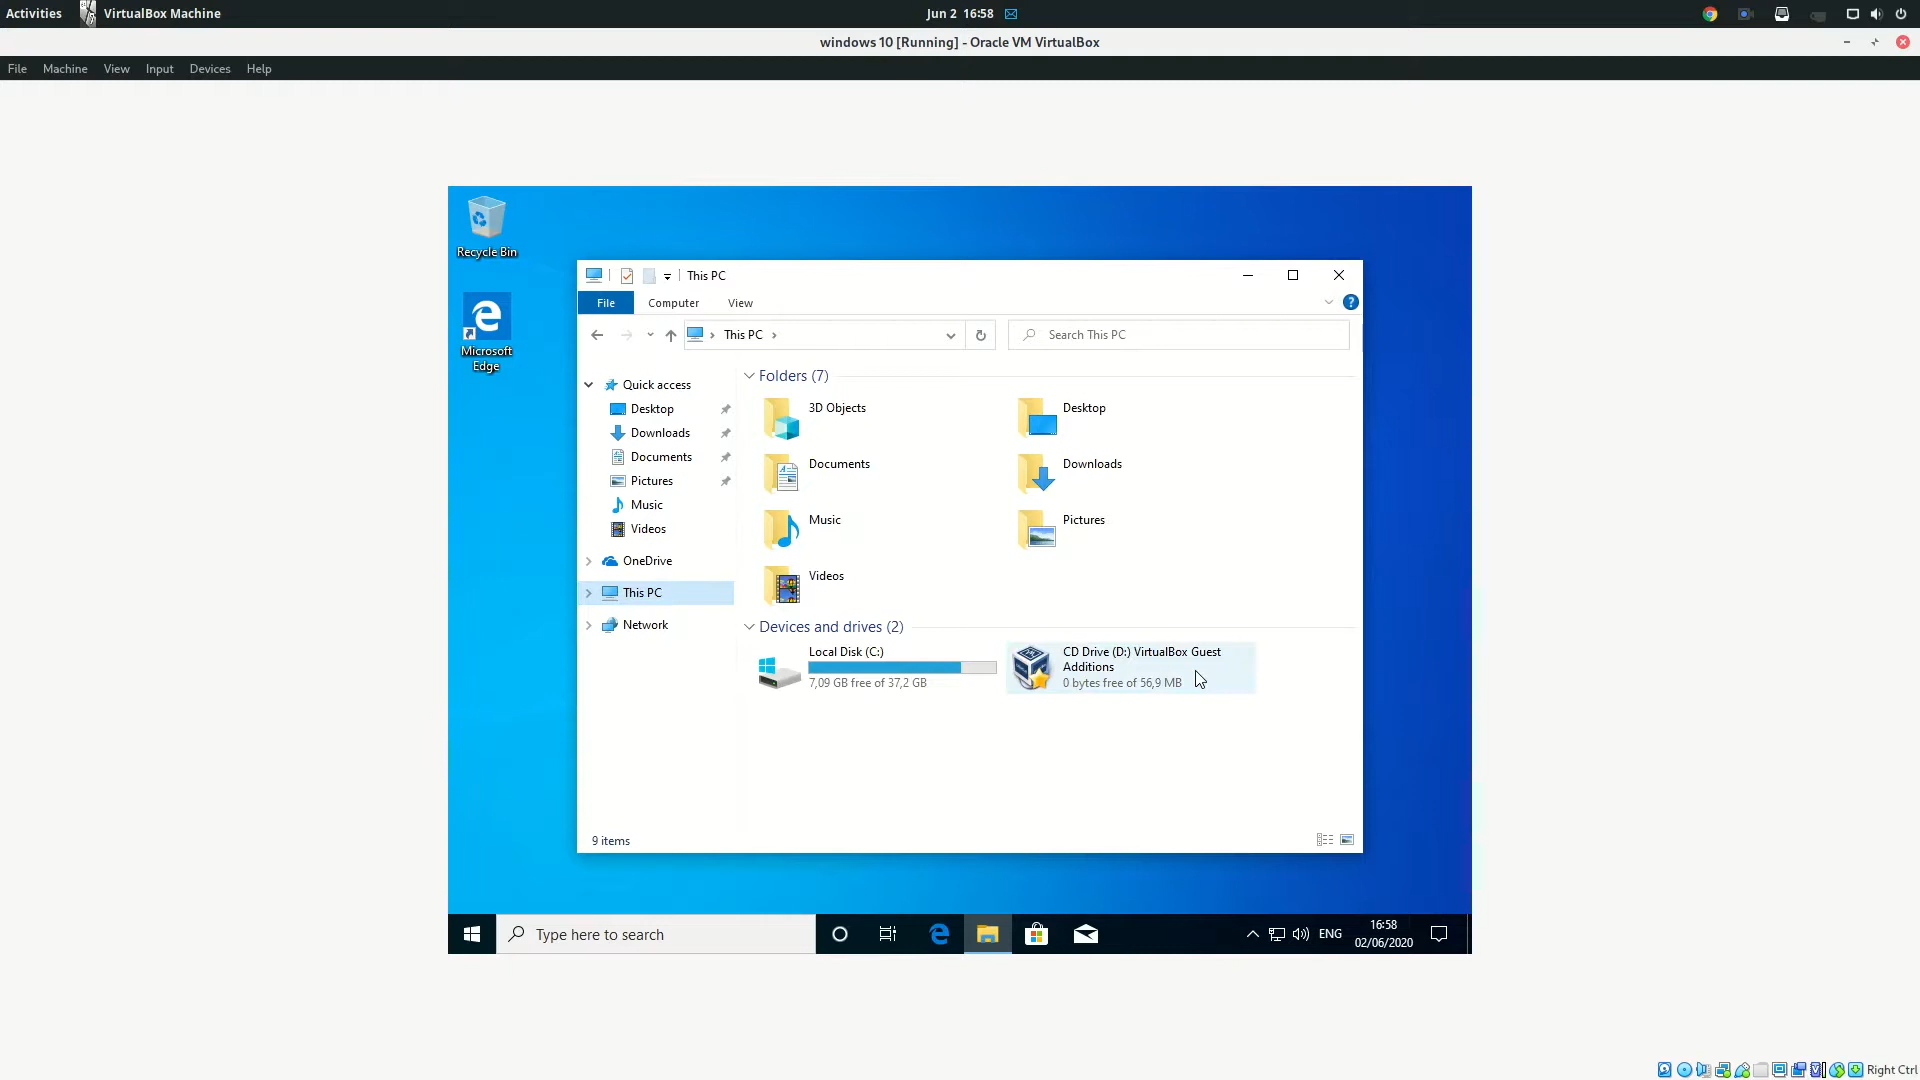 Activities VirtualBox Machine Jun 2 16:58
windows 10 [Running] - Oracle VM VirtualBox
File Machine View Input Devices Help
Recycle Bin
Microsoft
Edge
This PC
File Computer View
This PC
Search This PC
Quick access
Desktop
Downloads
Documents
Pictures
Music
Videos
OneDrive
This PC
Network
Folders (7)
3D Objects
Desktop
Documents
Downloads
Music
Pictures
Videos
Devices and drives (2)
Local Disk (C:)
7,09 GB free of 37,2 GB
CD Drive (D:) VirtualBox Guest
Additions
0 bytes free of 56,9 MB
9 items
Type here to search
ENG
16:58
02/06/2020
Right Ctrl